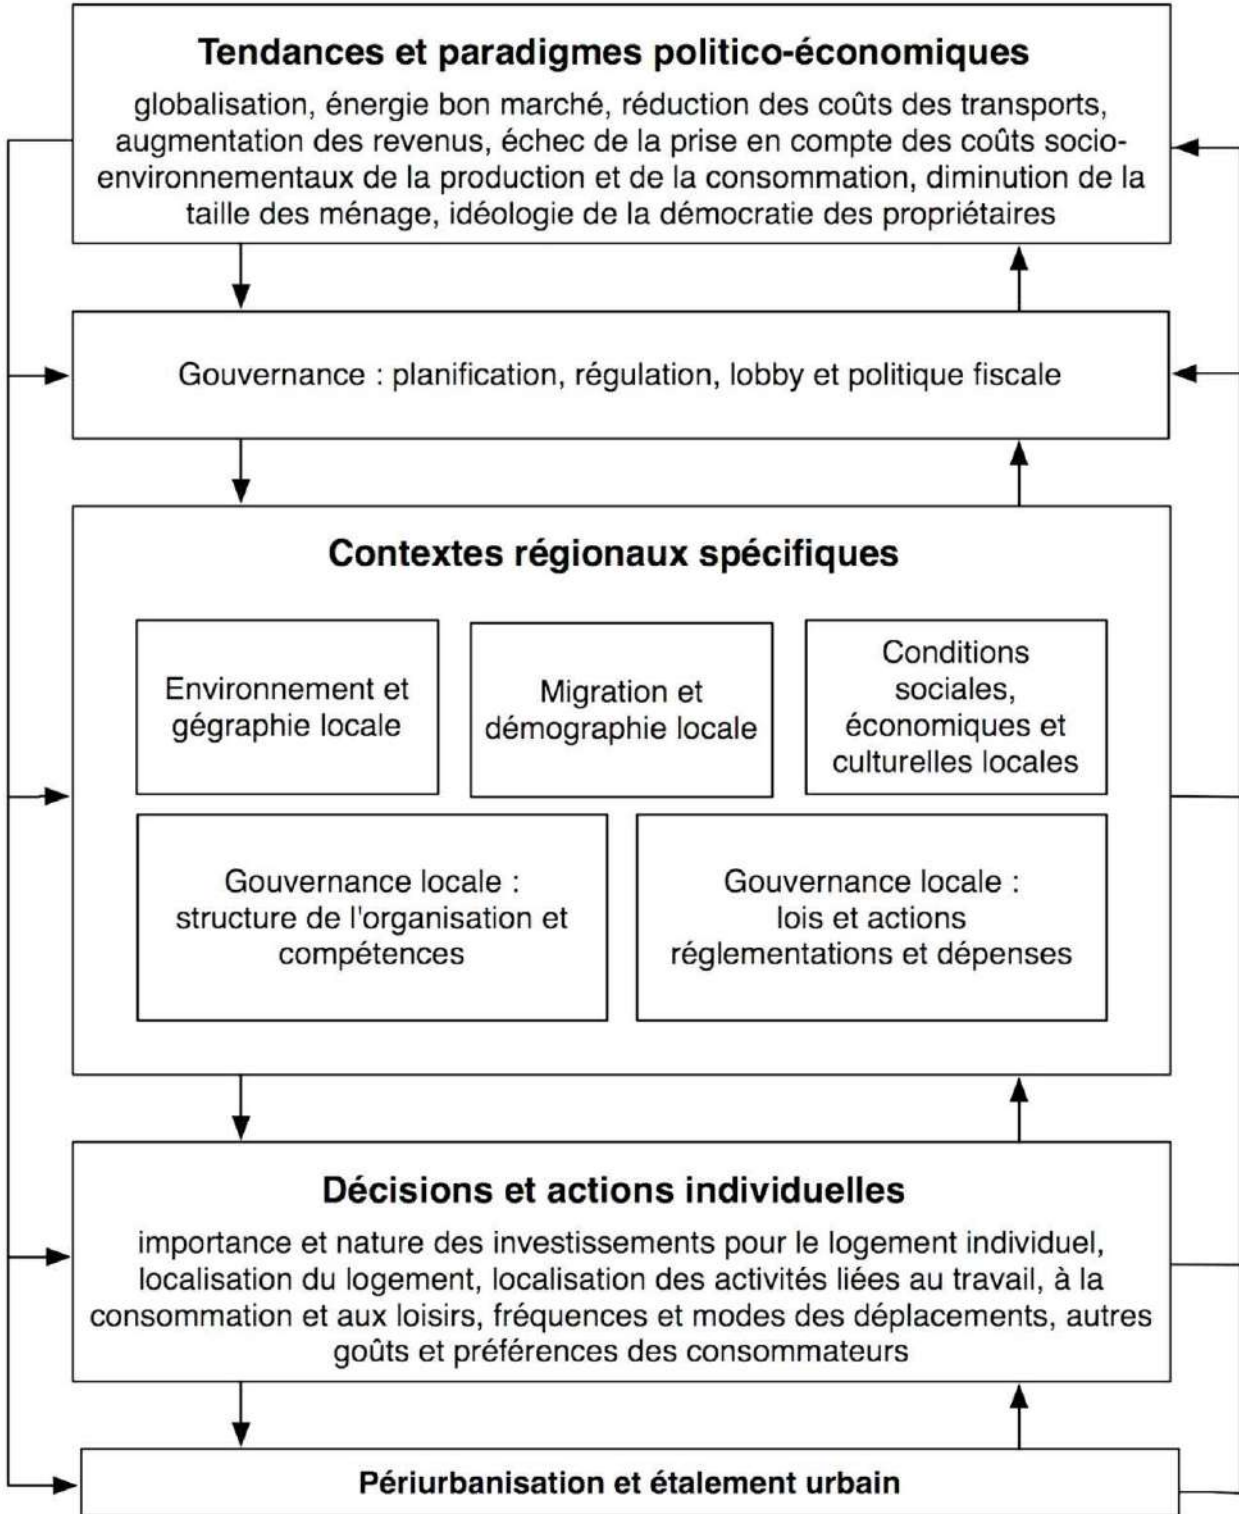 Tendances et paradigmes politico-économiques
globalisation, énergie bon marché, réduction des coûts des transports,
augmentation des revenus, échec de la prise en compte des coûts socio-
environnementaux de la production et de la consommation, diminution de la
taille des ménage, idéologie de la démocratie des propriétaires
Gouvernance : planification, régulation, lobby et politique fiscale
Contextes régionaux spécifiques
Environnement et
gégraphie locale
Migration et
démographie locale
Conditions
sociales,
économiques et
culturelles locales
Gouvernance locale :
structure de l'organisation et
compétences
Gouvernance locale :
lois et actions
réglementations et dépenses
Décisions et actions individuelles
importance et nature des investissements pour le logement individuel,
localisation du logement, localisation des activités liées au travail, à la
consommation et aux loisirs, fréquences et modes des déplacements, autres
goûts et préférences des consommateurs
Périurbanisation et étalement urbain